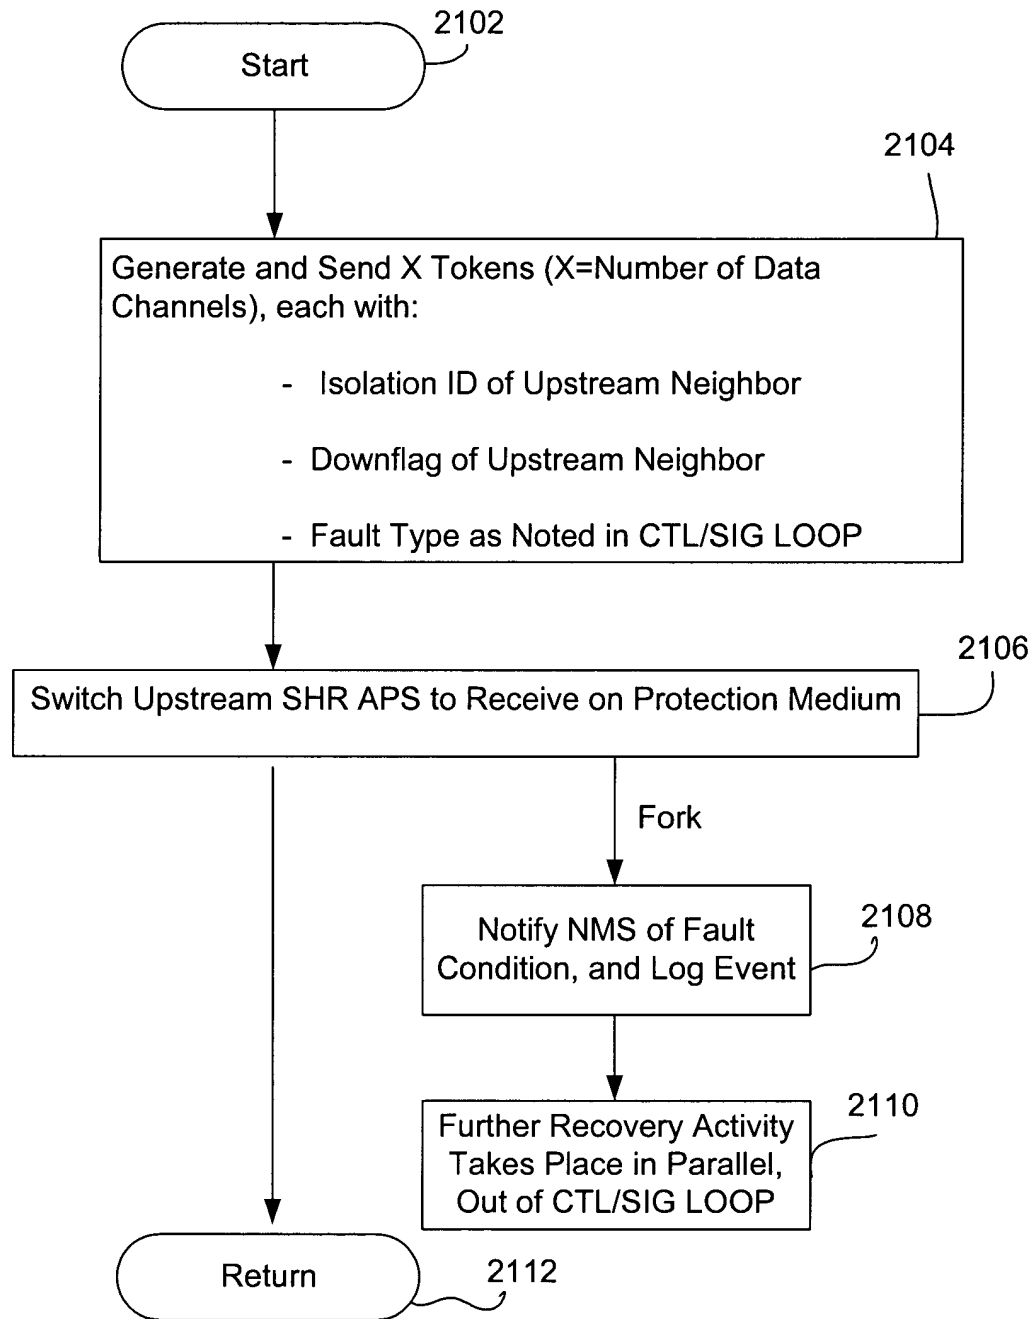 2102
Start
2104
Generate and Send X Tokens (X=Number of Data
Channels), each with:
- Isolation ID of Upstream Neighbor
- Downflag of Upstream Neighbor
- Fault Type as Noted in CTL/SIG LOOP
2106
Switch Upstream SHR APS to Receive on Protection Medium
Fork
2108
Notify NMS of Fault
Condition, and Log Event
2110
Further Recovery Activity
Takes Place in Parallel,
Out of CTL/SIG LOOP
Return
2112